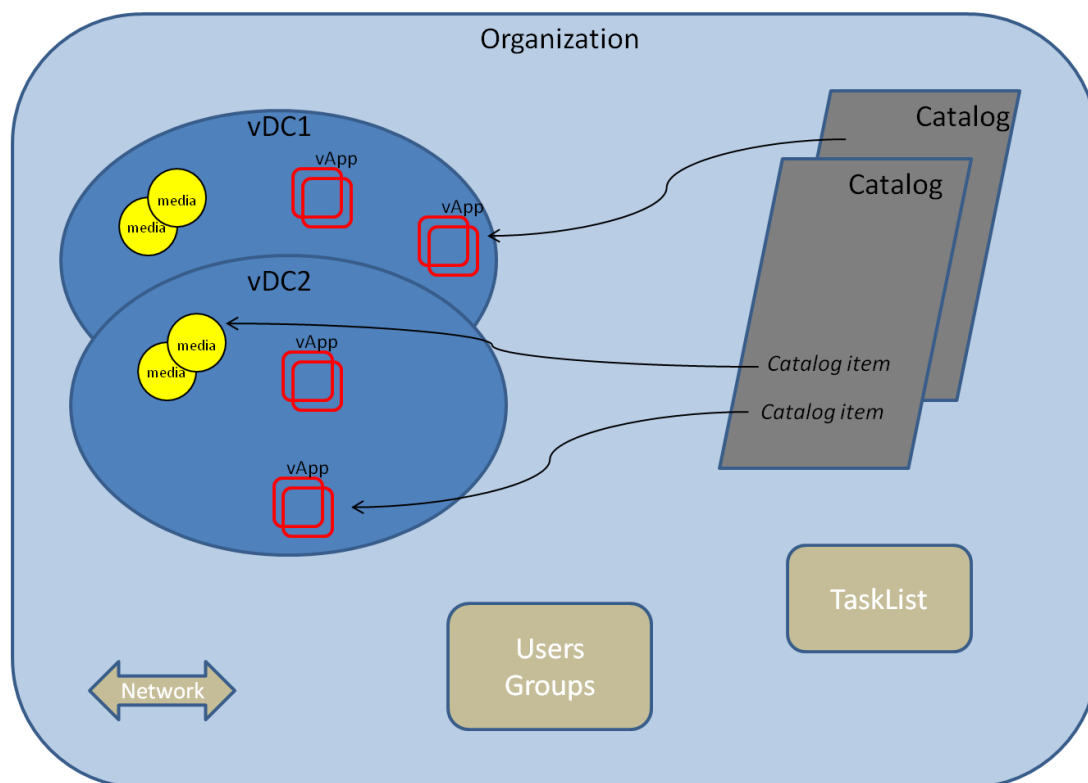 Organization
vDC1
vApp
media
media
vApp
Catalog
Catalog
vDC2
media
media
vApp
Catalog item
Catalog item
vApp
TaskList
Users
Groups
Network